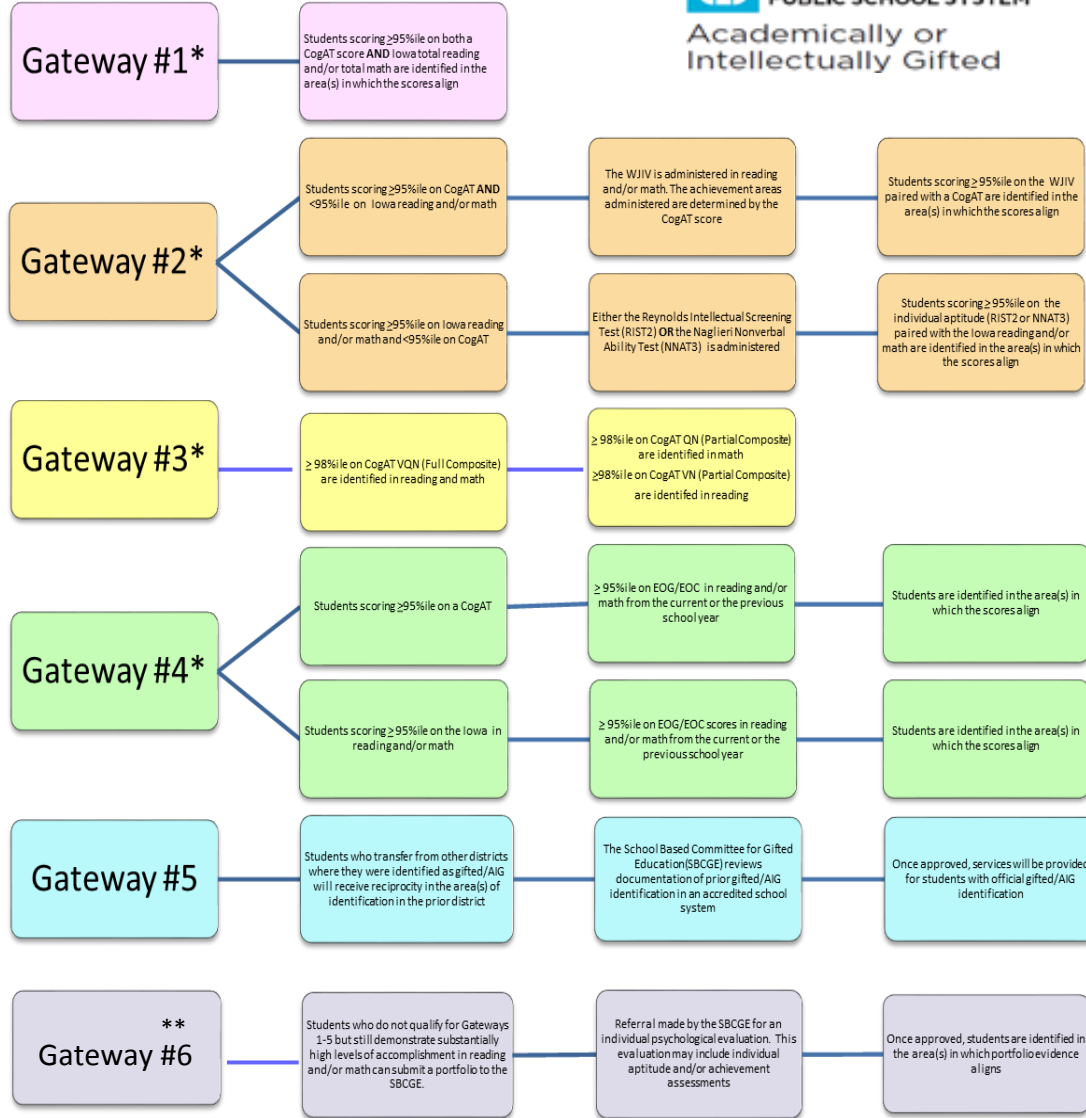 PUBLIC SCHOOL SYSTEM
Academically or
Intellectually Gifted
Gateway #1*
Students scoring ≥95%ile on both a
CogAT score AND Iowa total reading
and/or total math are identified in the
area(s) in which the scores align
Gateway #2*
Students scoring ≥95%ile on CogAT AND
<95%ile on Iowa reading and/or math
The WJIV is administered in reading
and/or math. The achievement areas
administered are determined by the
CogAT score
Students scoring ≥ 95%ile on the WJIV
paired with a CogAT are identified in the
area(s) in which the scores align
Students scoring ≥95%ile on Iowa reading
and/or math and <95%ile on CogAT
Either the Reynolds Intellectual Screening
Test (RIST2) OR the Naglieri Nonverbal
Ability Test (NNAT3) is administered
Students scoring ≥ 95%ile on the
individual aptitude (RIST2 or NNAT3)
paired with the Iowa reading and/or
math are identified in the area(s) in which
the scores align
Gateway #3*
≥ 98%ile on CogAT VQN (Full Composite)
are identified in reading and math
≥ 98%ile on CogAT QN (Partial Composite)
are identified in math
≥98%ile on CogAT VN (Partial Composite)
are identifed in reading
Gateway #4*
Students scoring ≥95%ile on a CogAT
≥ 95%ile on EOG/EOC in reading and/or
math from the current or the previous
school year
Students are identified in the area(s) in
which the scores align
Students scoring ≥ 95%ile on the Iowa in
reading and/or math
≥ 95%ile on EOG/EOC scores in reading
and/or math from the current or the
previous school year
Students are identified in the area(s) in
which the scores align
Gateway #5
Students who transfer from other districts
where they were identified as gifted/AIG
will receive reciprocity in the area(s) of
identification in the prior district
The School Based Committee for Gifted
Education(SBCGE) reviews
documentation of prior gifted/AIG
identification in an accredited school
system
Once approved, services will be provided
for students with official gifted/AIG
identification
**
Gateway #6
Students who do not qualify for Gateways
1-5 but still demonstrate substantially
high levels of accomplishment in reading
and/or math can submit a portfolio to the
SBCGE.
Referral made by the SBCGE for an
individual psychological evaluation. This
evaluation may include individual
aptitude and/or achievement
assessments
Once approved, students are identified in
the area(s) in which portfolio evidence
aligns